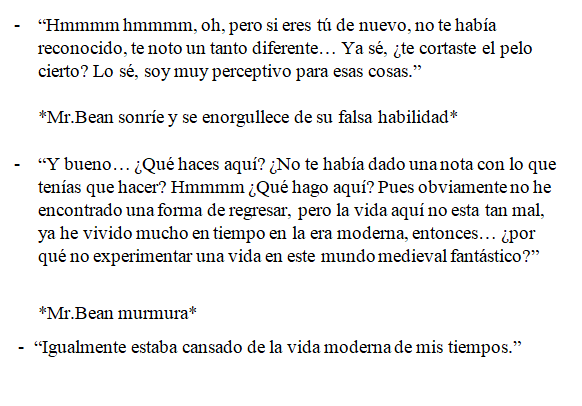 - “Hmmmm hmmmm, oh, pero si eres tú de nuevo, no te había
reconocido, te noto un tanto diferente… Ya sé, ¿te cortaste el pelo
cierto? Lo sé, soy muy perceptivo para esas cosas.”
*Mr.Bean sonríe y se enorgullece de su falsa habilidad*
- “Y bueno… ¿Qué haces aquí? ¿No te había dado una nota con lo que
tenías que hacer? Hmmmm ¿Qué hago aquí? Pues obviamente no he
encontrado una forma de regresar, pero la vida aquí no esta tan mal,
ya he vivido mucho en tiempo en la era moderna, entonces… ¿por
qué no experimentar una vida en este mundo medieval fantástico?”
*Mr.Bean murmura*
- “Igualmente estaba cansado de la vida moderna de mis tiempos.”